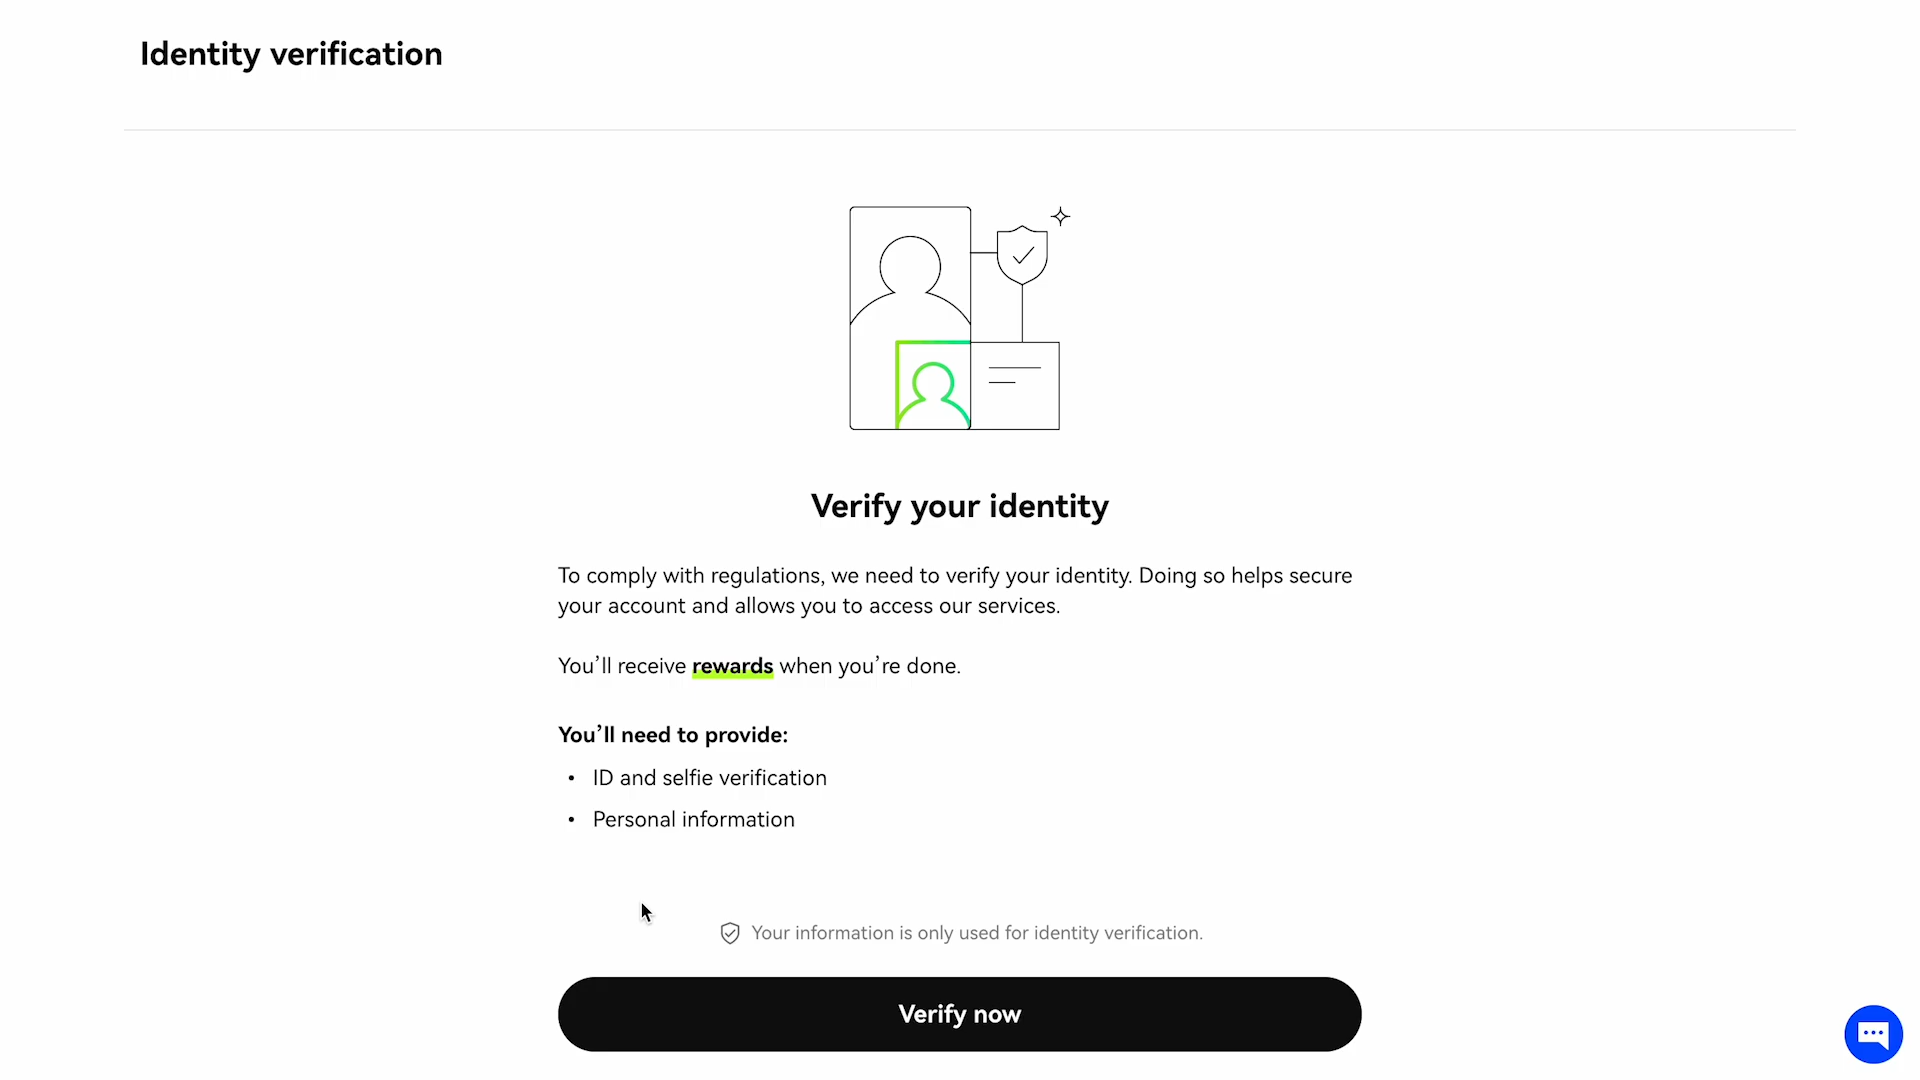 Identity verification
Verify your identity
To comply with regulations, we need to verify your identity. Doing so helps secure
your account and allows you to access our services.
You’ll receive rewards when you’re done.
You’ll need to provide:
• ID and selfie verification
• Personal information
Your information is only used for identity verification.
Verify now